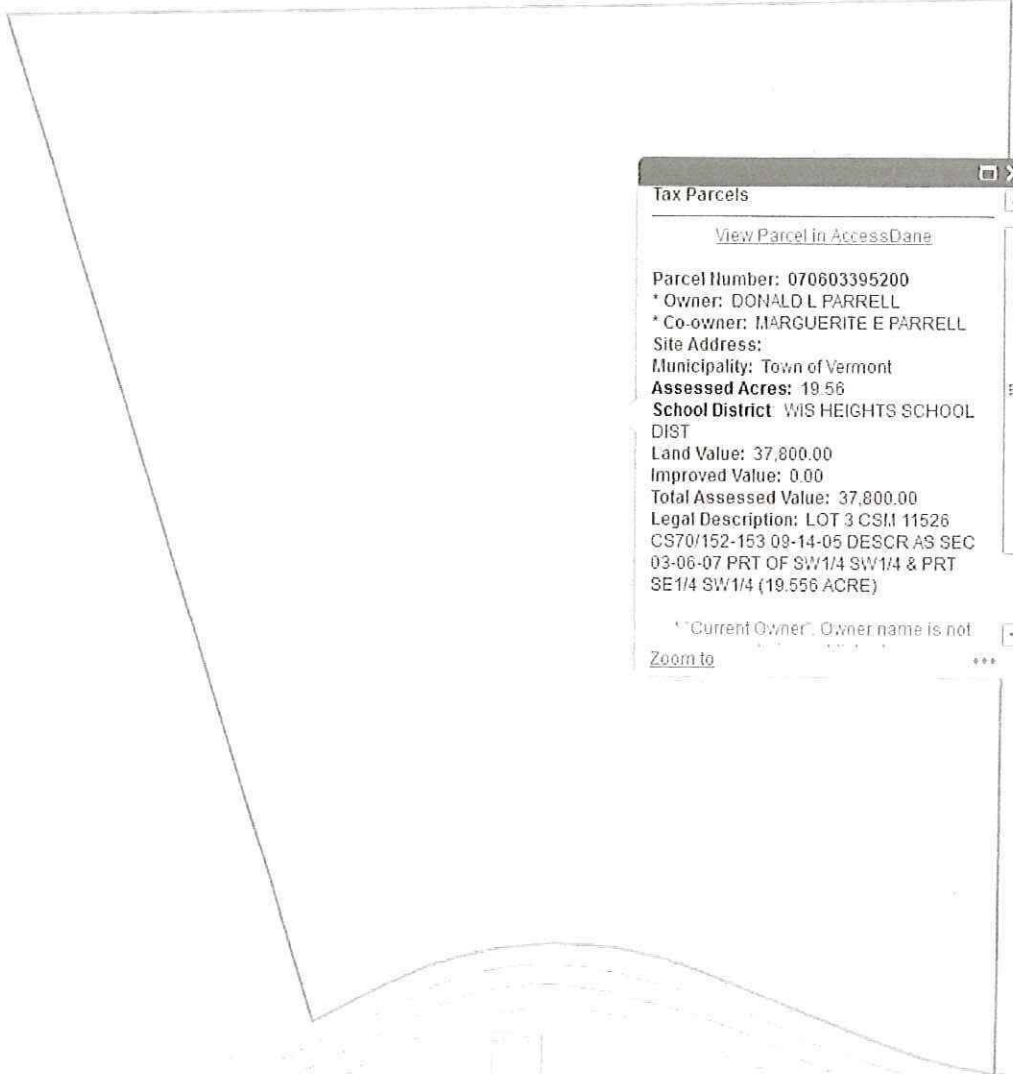 Tax Parcels
View Parcel in AccessDane
Parcel Number: 070603395200
* Owner: DONALD L PARRELL
* Co-owner: MARGUERITE E PARRELL
Site Address:
Municipality: Town of Vermont
Assessed Acres: 19.56
School District: WIS HEIGHTS SCHOOL
DIST
Land Value: 37,800.00
Improved Value: 0.00
Total Assessed Value: 37,800.00
Legal Description: LOT 3 CSM 11526
CS70/152-153 09-14-05 DESCR AS SEC
03-06-07 PRT OF SW1/4 SW1/4 & PRT
SE1/4 SW1/4 (19.556 ACRE)
* "Current Owner". Owner name is not
Zoom to